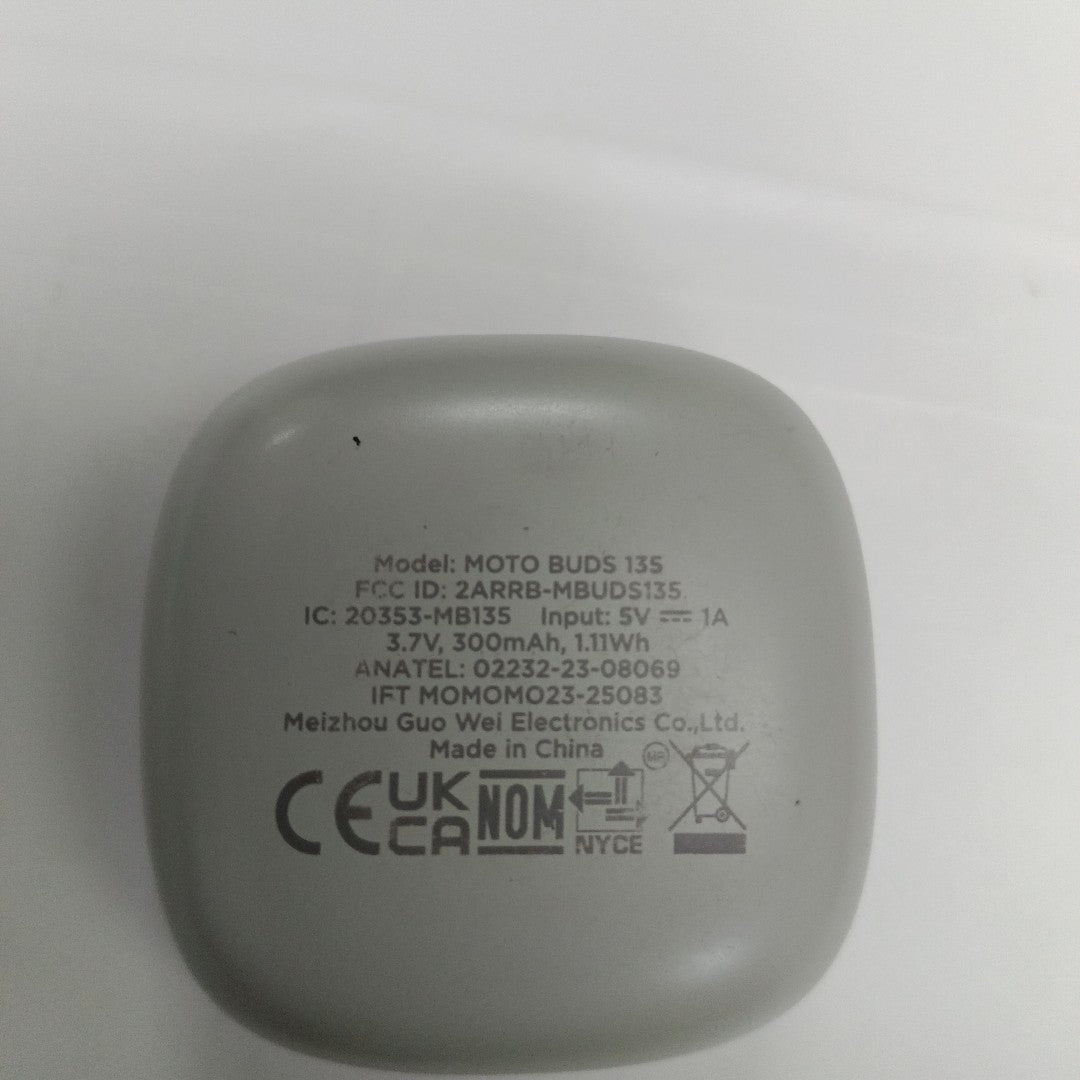 Model: MOTO BUDS 135
FCC ID: 2ARRB-MBUDS135
IC: 20353-MB135 Input: 5V ⎓ 1A
3.7V, 300mAh, 1.11Wh
ANATEL: 02232-23-08069
IFT MOMOMO23-25083
Meizhou Guo Wei Electronics Co.,Ltd.
Made in China
CE UK CA NOM NYCE MR